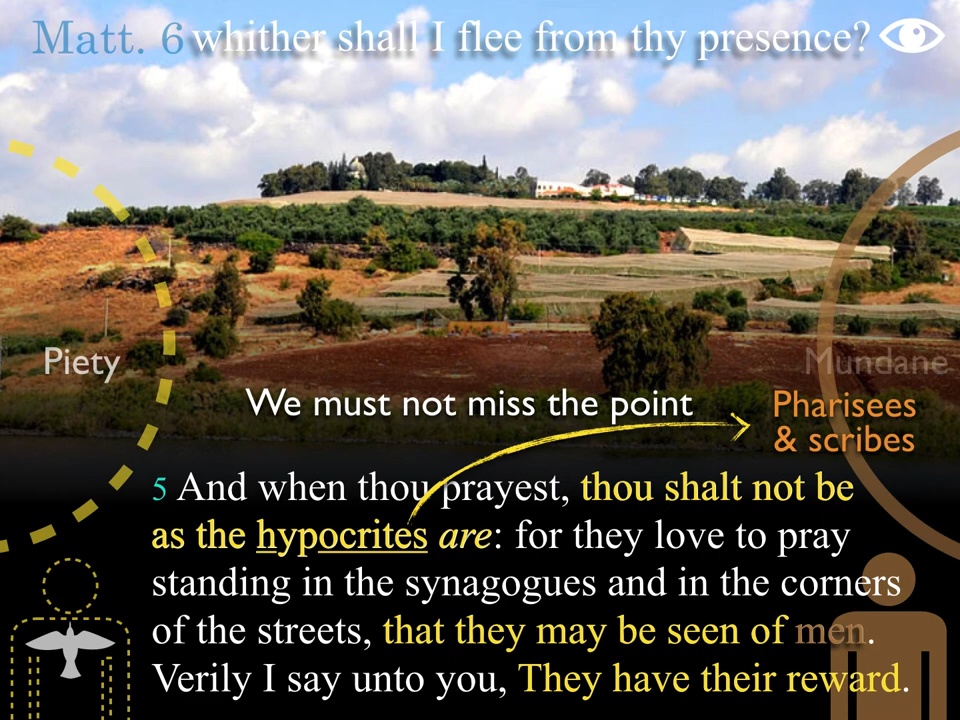 Matt. 6 whither shall I flee from thy presence?
Piety
Mundane
We must not miss the point
Pharisees
& scribes
5 And when thou prayest, thou shalt not be
as the hypocrites are: for they love to pray
standing in the synagogues and in the corners
of the streets, that they may be seen of men.
Verily I say unto you, They have their reward.